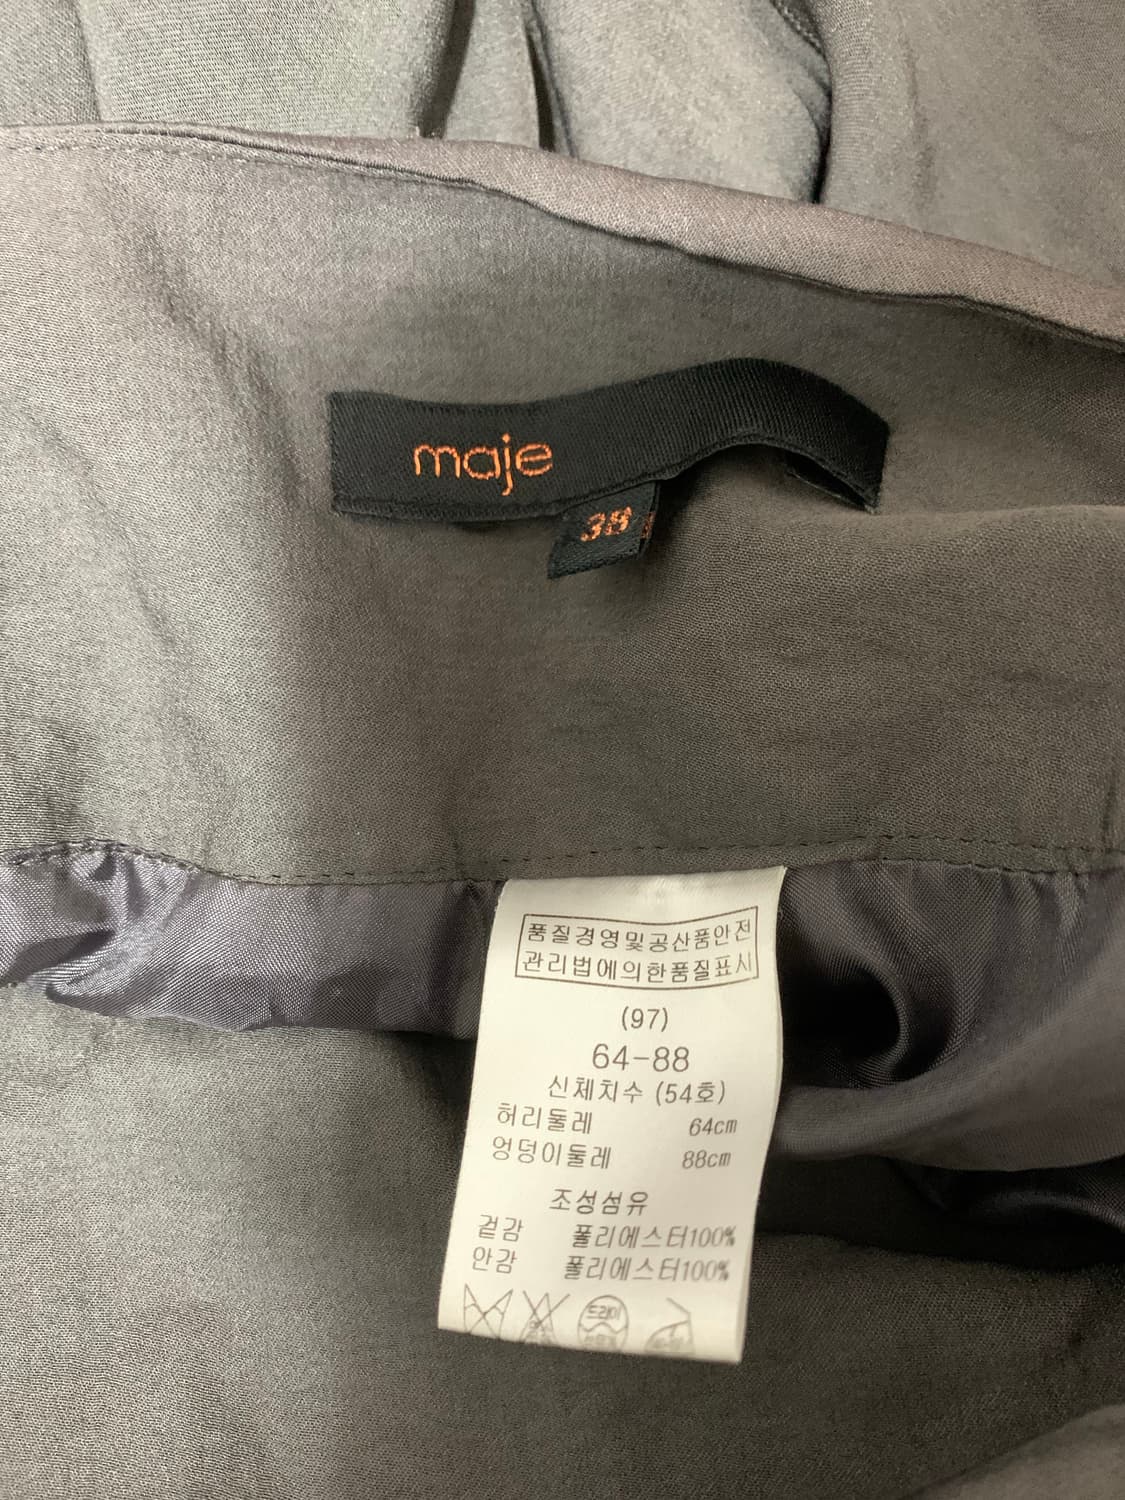 maje
38
품질경영및공산품안전
관리법에의한품질표시
(97)
64-88
신체치수 (54호)
허리둘레 64cm
엉덩이둘레 88cm
조성섬유
겉감 폴리에스터100%
안감 폴리에스터100%
드라이